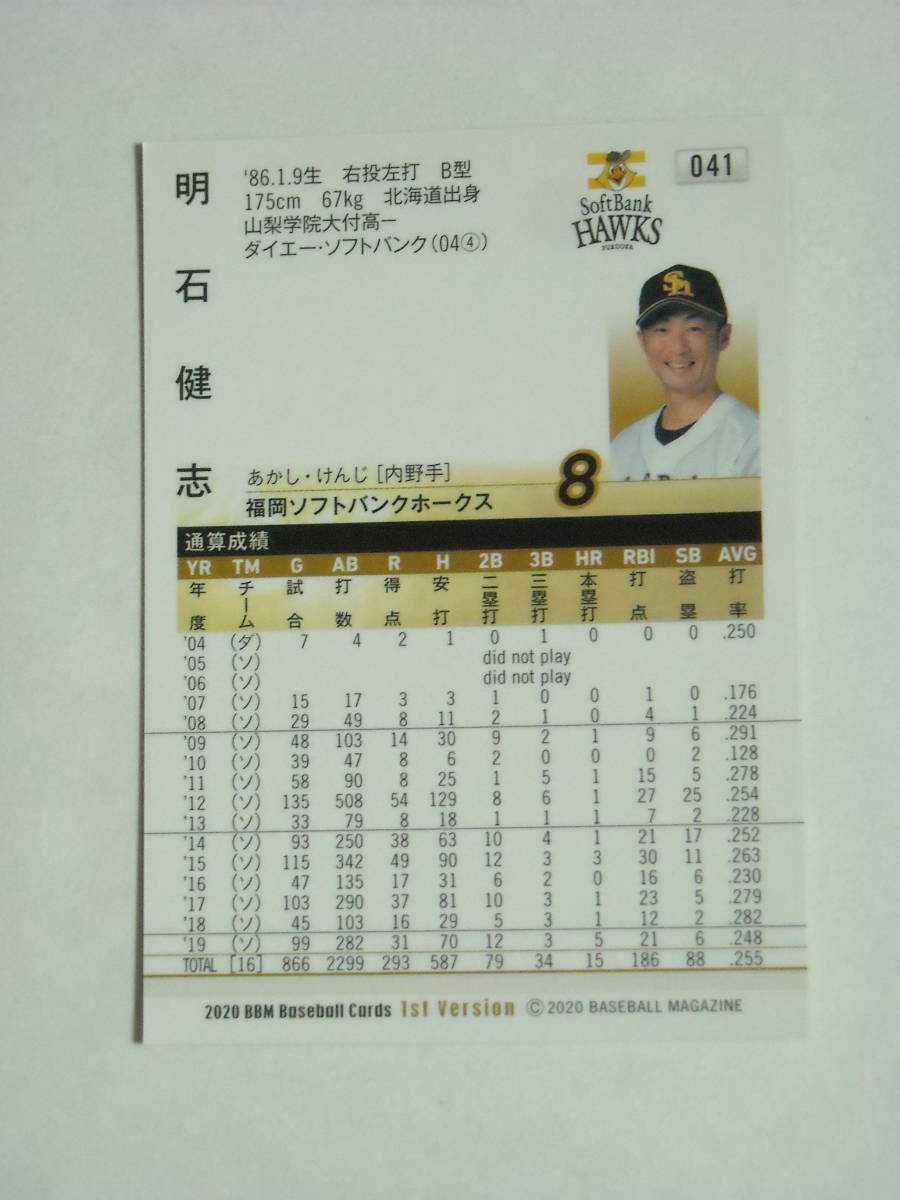 明石健志
'86.1.9生 右投左打 B型
175cm 67kg 北海道出身
山梨学院大付高ー
ダイエー・ソフトバンク(04④)
SoftBank
HAWKS
FUKUOKA
041
あかし・けんじ[内野手]
福岡ソフトバンクホークス
8
通算成績
YR TM G AB R H 2B 3B HR RBI SB AVG
年度 チーム 試合 打数 得点 安打 二塁打 三塁打 本塁打 打点 盗塁 打率
'04 (ダ) 7 4 2 1 0 1 0 0 0 .250
'05 (ソ) did not play
'06 (ソ) did not play
'07 (ソ) 15 17 3 3 1 0 0 1 0 .176
'08 (ソ) 29 49 8 11 2 1 0 4 1 .224
'09 (ソ) 48 103 14 30 9 2 1 9 6 .291
'10 (ソ) 39 47 8 6 2 0 0 0 2 .128
'11 (ソ) 58 90 8 25 1 5 1 15 5 .278
'12 (ソ) 135 508 54 129 8 6 1 27 25 .254
'13 (ソ) 33 79 8 18 1 1 1 7 2 .228
'14 (ソ) 93 250 38 63 10 4 1 21 17 .252
'15 (ソ) 115 342 49 90 12 3 3 30 11 .263
'16 (ソ) 47 135 17 31 6 2 0 16 6 .230
'17 (ソ) 103 290 37 81 10 3 1 23 5 .279
'18 (ソ) 45 103 16 29 5 3 1 12 2 .282
'19 (ソ) 99 282 31 70 12 3 5 21 6 .248
TOTAL [16] 866 2299 293 587 79 34 15 186 88 .255
2020 BBM Baseball Cards 1st Version © 2020 BASEBALL MAGAZINE